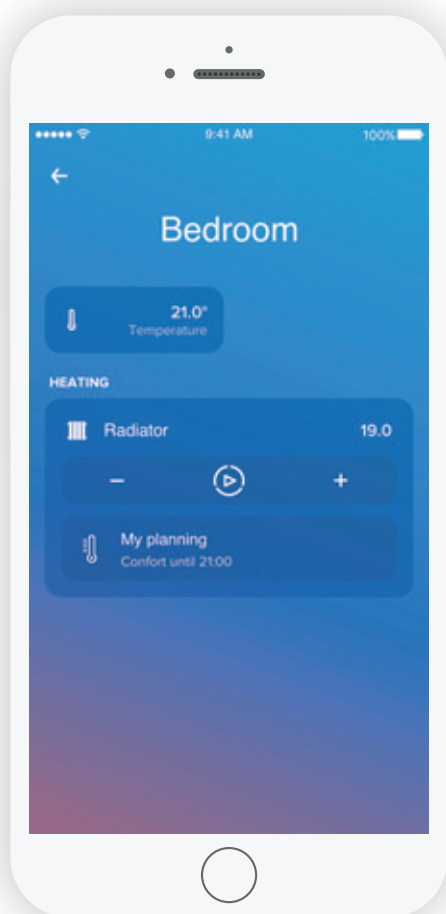 9:41 AM
100%
Bedroom
21.0°
Temperature
HEATING
Radiator
19.0
My planning
Confort until 21:00